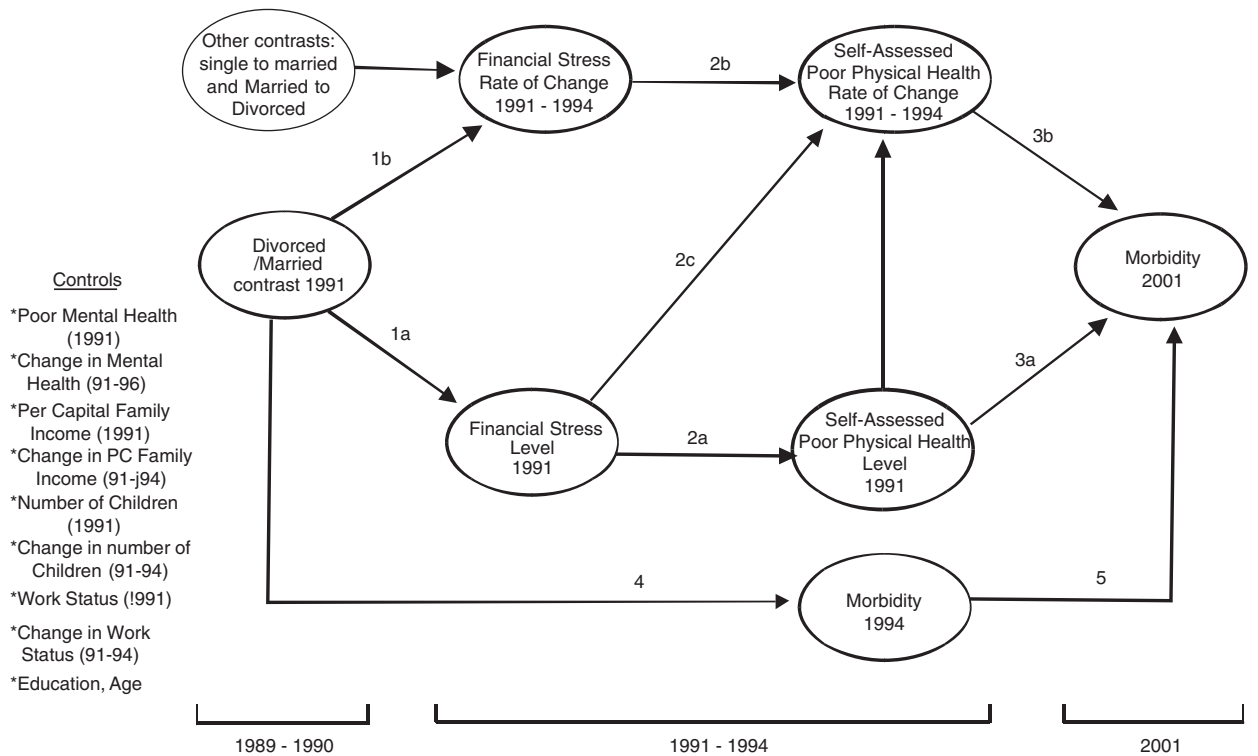 Other contrasts:
single to married
and Married to
Divorced
Financial Stress
Rate of Change
1991 - 1994
2b
Self-Assessed
Poor Physical Health
Rate of Change
1991 - 1994
1b
3b
Divorced
/Married
contrast 1991
2c
Morbidity
2001
Controls
*Poor Mental Health
(1991)
*Change in Mental
Health (91-96)
*Per Capital Family
Income (1991)
*Change in PC Family
Income (91-j94)
*Number of Children
(1991)
*Change in number of
Children (91-94)
*Work Status (!991)
*Change in Work
Status (91-94)
*Education, Age
1a
3a
Financial Stress
Level
1991
2a
Self-Assessed
Poor Physical Health
Level
1991
4
Morbidity
1994
5
1989 - 1990
1991 - 1994
2001